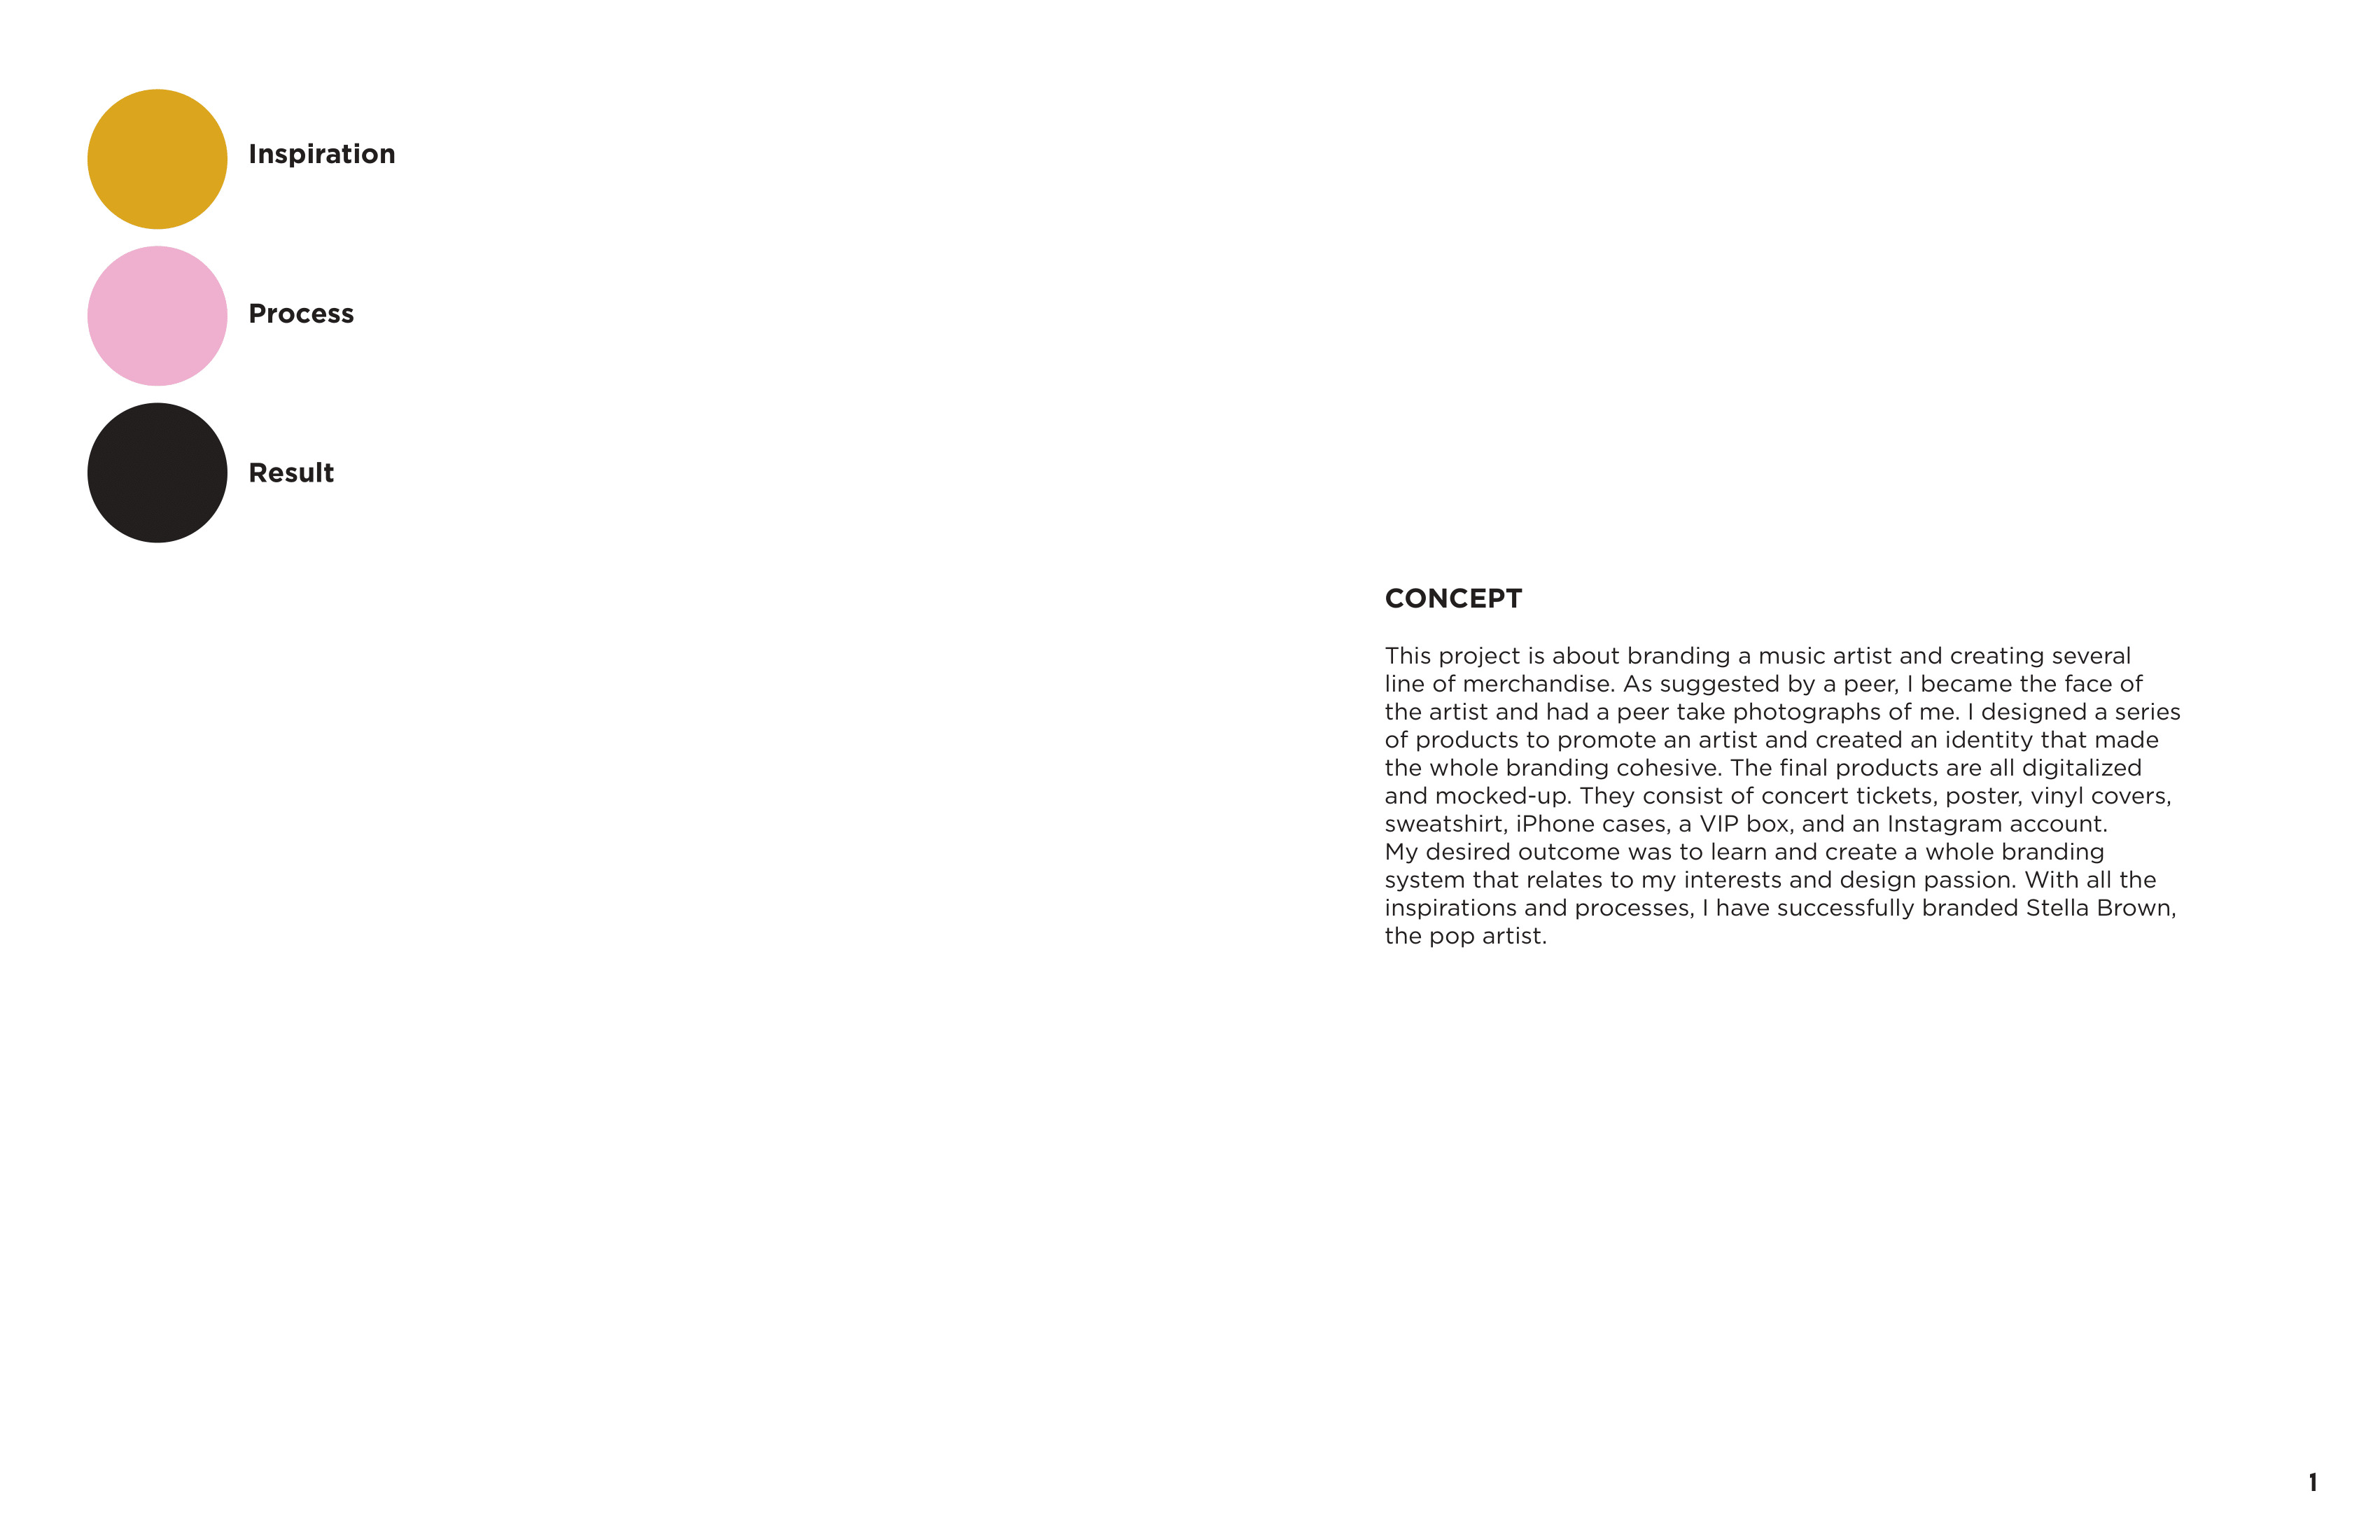 Inspiration
Process
Result
CONCEPT
This project is about branding a music artist and creating several
line of merchandise. As suggested by a peer, I became the face of
the artist and had a peer take photographs of me. I designed a series
of products to promote an artist and created an identity that made
the whole branding cohesive. The final products are all digitalized
and mocked-up. They consist of concert tickets, poster, vinyl covers,
sweatshirt, iPhone cases, a VIP box, and an Instagram account.
My desired outcome was to learn and create a whole branding
system that relates to my interests and design passion. With all the
inspirations and processes, I have successfully branded Stella Brown,
the pop artist.
1